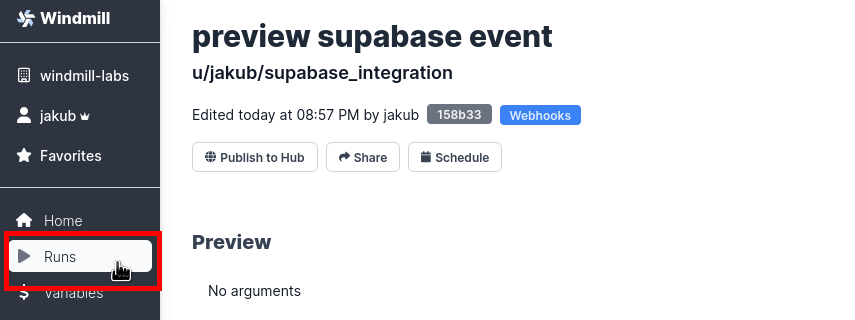 Windmill
windmill-labs
jakub
Favorites
Home
Runs
Variables
preview supabase event
u/jakub/supabase_integration
Edited today at 08:57 PM by jakub 158b33 Webhooks
Publish to Hub Share Schedule
Preview
No arguments